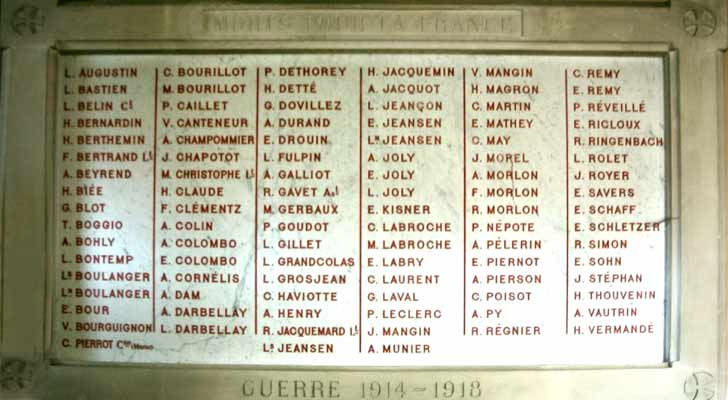 MORTS POUR LA FRANCE
L. AUGUSTIN
L. BASTIEN
L. BELIN Cl
H. BERNARDIN
H. BERTHEMIN
F. BERTRAND Lt
A. BEYREND
H. BIÉE
G. BLOT
T. BOGGIO
A. BOHLY
L. BONTEMP
Ls BOULANGER
Ln BOULANGER
E. BOUR
V. BOURGUIGNON
C. PIERROT
C. BOURILLOT
M. BOURILLOT
P. CAILLET
V. CANTENEUR
A. CHAMPOMMIER
J. CHAPOTOT
M. CHRISTOPHE Lt
H. CLAUDE
F. CLÉMENTZ
A. COLIN
A. COLOMBO
E. COLOMBO
A. CORNÉLIS
A. DAM
A. DARBELLAY
L. DARBELLAY
P. DETHOREY
H. DETTÉ
G. DOVILLEZ
A. DURAND
E. DROUIN
L. FULPIN
A. GALLIOT
R. GAVET
M. GERBAUX
P. GOUDOT
L. GILLET
L. GRANDCOLAS
L. GROSJEAN
C. HAVIOTTE
A. HENRY
R. JACQUEMARD Lt
Ls JEANSEN
H. JACQUEMIN
A. JACQUOT
L. JEANÇON
E. JEANSEN
Ln JEANSEN
A. JOLY
E. JOLY
L. JOLY
E. KISNER
C. LABROCHE
M. LABROCHE
E. LABRY
C. LAURENT
G. LAVAL
P. LECLERC
J. MANGIN
A. MUNIER
V. MANGIN
H. MAGRON
C. MARTIN
E. MATHEY
C. MAY
J. MOREL
A. MORLON
F. MORLON
R. MORLON
P. NÉPOTE
A. PÉLERIN
E. PIERNOT
A. PIERSON
C. POISOT
A. PY
R. RÉGNIER
C. REMY
E. REMY
P. RÉVEILLÉ
E. RICLOUX
R. RINGENBACH
L. ROLET
J. ROYER
E. SAVERS
E. SCHAFF
E. SCHLETZER
R. SIMON
E. SOHN
J. STÉPHAN
H. THOUVENIN
A. VAUTRIN
H. VERMANDÉ
GUERRE 1914-1918